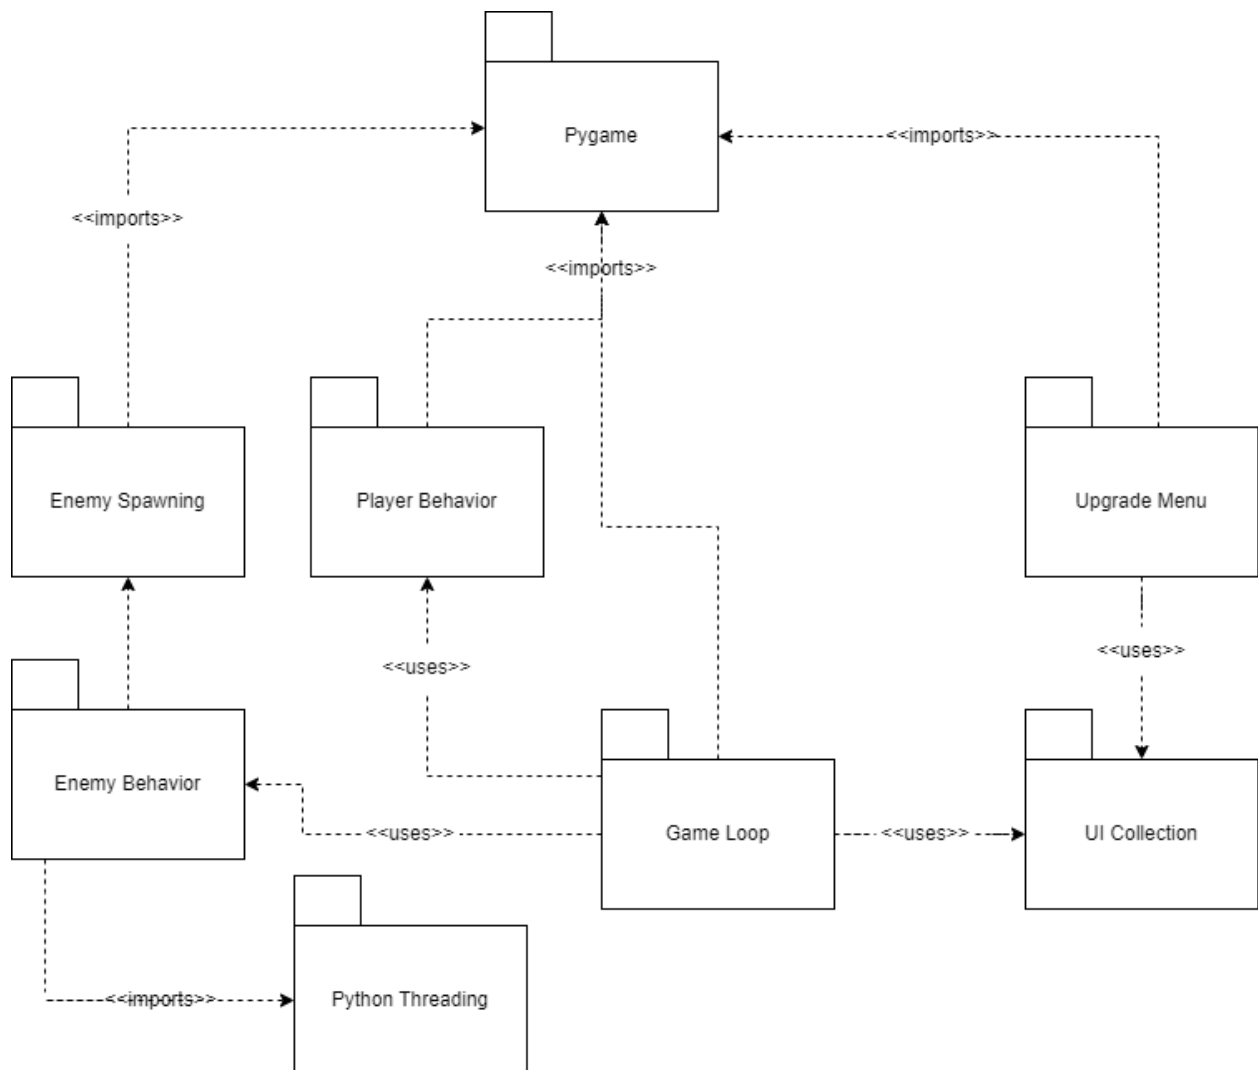 Pygame
<<imports>>
<<imports>>
<<imports>>
Enemy Spawning
Player Behavior
Upgrade Menu
<<uses>>
<<uses>>
Enemy Behavior
<<uses>>
Game Loop
<<uses>>
UI Collection
<<imports>>
Python Threading